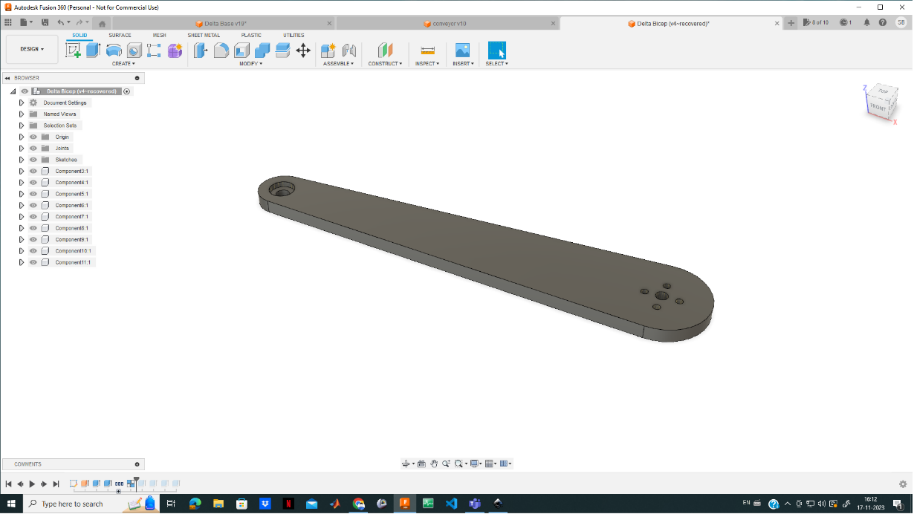 Autodesk Fusion 360 (Personal - Not for Commercial Use)
Delta Base v10*
conveyor v10
Delta Bicep (v4~recovered)*
8 of 10
1
SB
DESIGN
SOLID
SURFACE
MESH
SHEET METAL
PLASTIC
UTILITIES
CREATE
MODIFY
ASSEMBLE
CONSTRUCT
INSPECT
INSERT
SELECT
BROWSER
Delta Bicep (v4~recovered)
Document Settings
Named Views
Selection Sets
Origin
Joints
Sketches
Component3:1
Component4:1
Component5:1
Component6:1
Component7:1
Component8:1
Component9:1
Component10:1
Component11:1
Z
TOP
FRONT
X
COMMENTS
Type here to search
ENG
16:12
17-11-2023